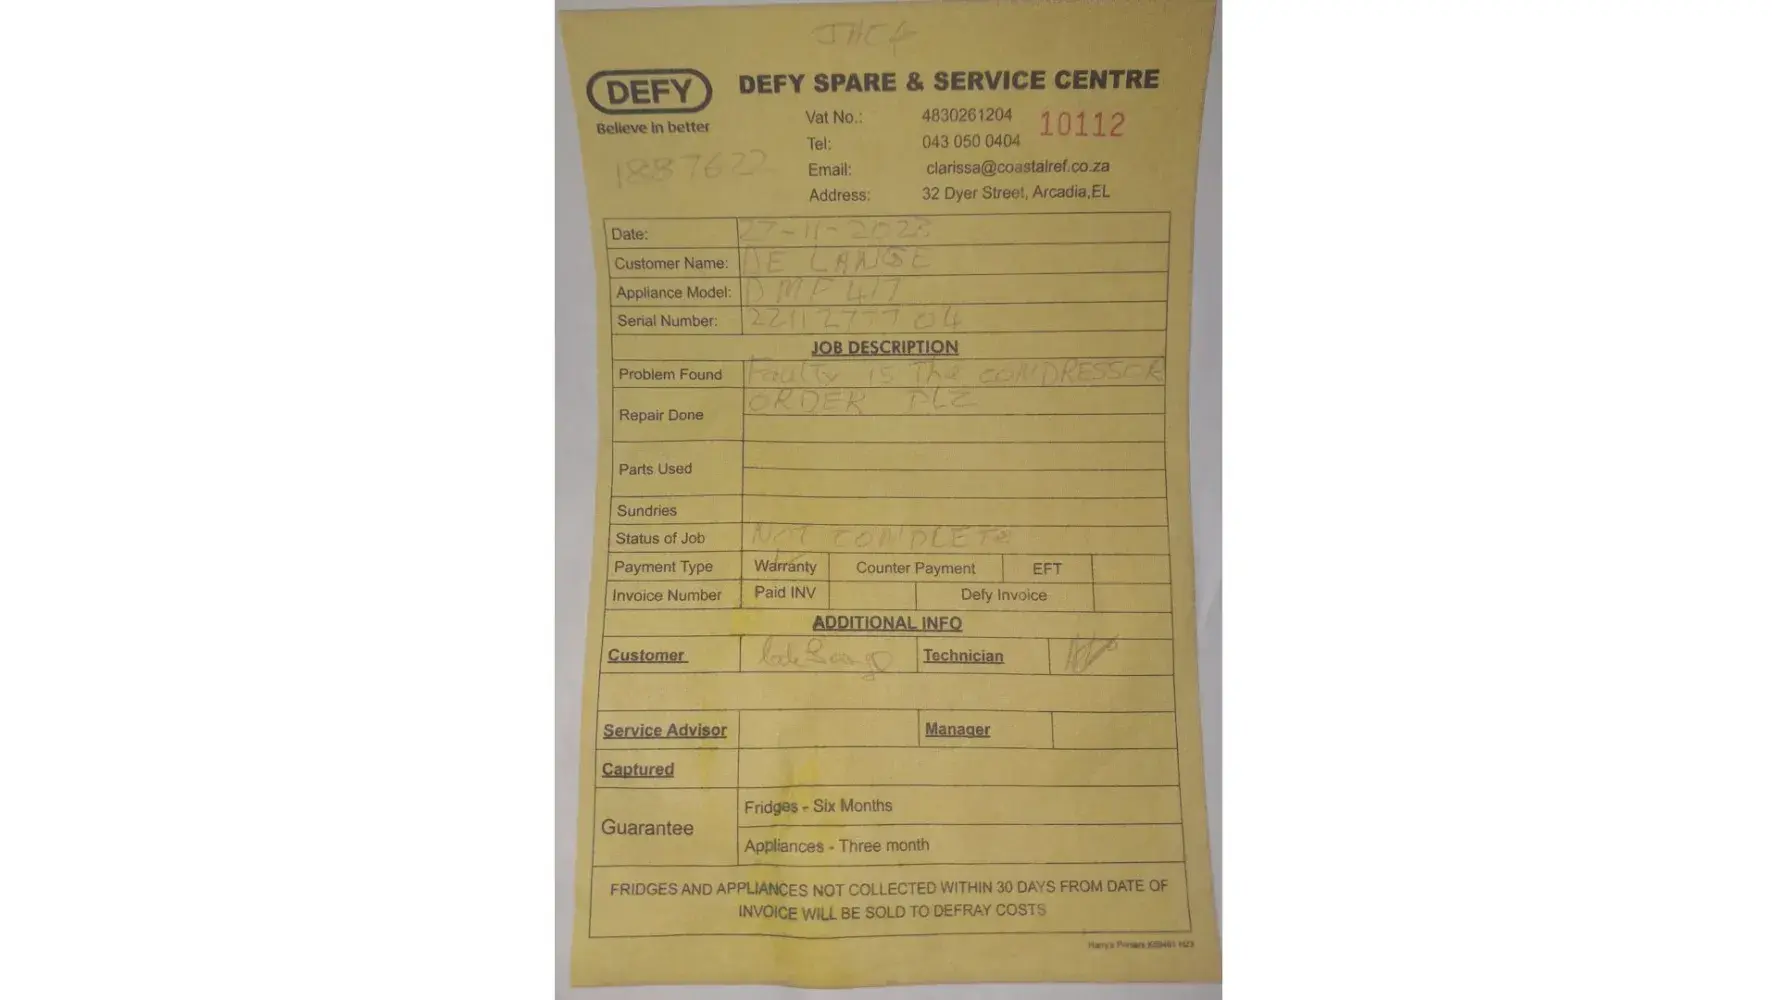 DEFY
Believe in better
DEFY SPARE & SERVICE CENTRE
Vat No.: 4830261204 10112
Tel: 043 050 0404
Email: clarissa@coastalref.co.za
Address: 32 Dyer Street, Arcadia,EL
1887622
Date: 27-11-2023
Customer Name: DE LANGE
Appliance Model: DMF 417
Serial Number: 2211277704
JOB DESCRIPTION
Problem Found Faulty is The COMPRESSOR
ORDER PLZ
Repair Done
Parts Used
Sundries
Status of Job NOT COMPLETE
Payment Type Warranty Counter Payment EFT
Invoice Number Paid INV Defy Invoice
ADDITIONAL INFO
Customer Technician
Service Advisor Manager
Captured
Guarantee
Fridges - Six Months
Appliances - Three month
FRIDGES AND APPLIANCES NOT COLLECTED WITHIN 30 DAYS FROM DATE OF
INVOICE WILL BE SOLD TO DEFRAY COSTS